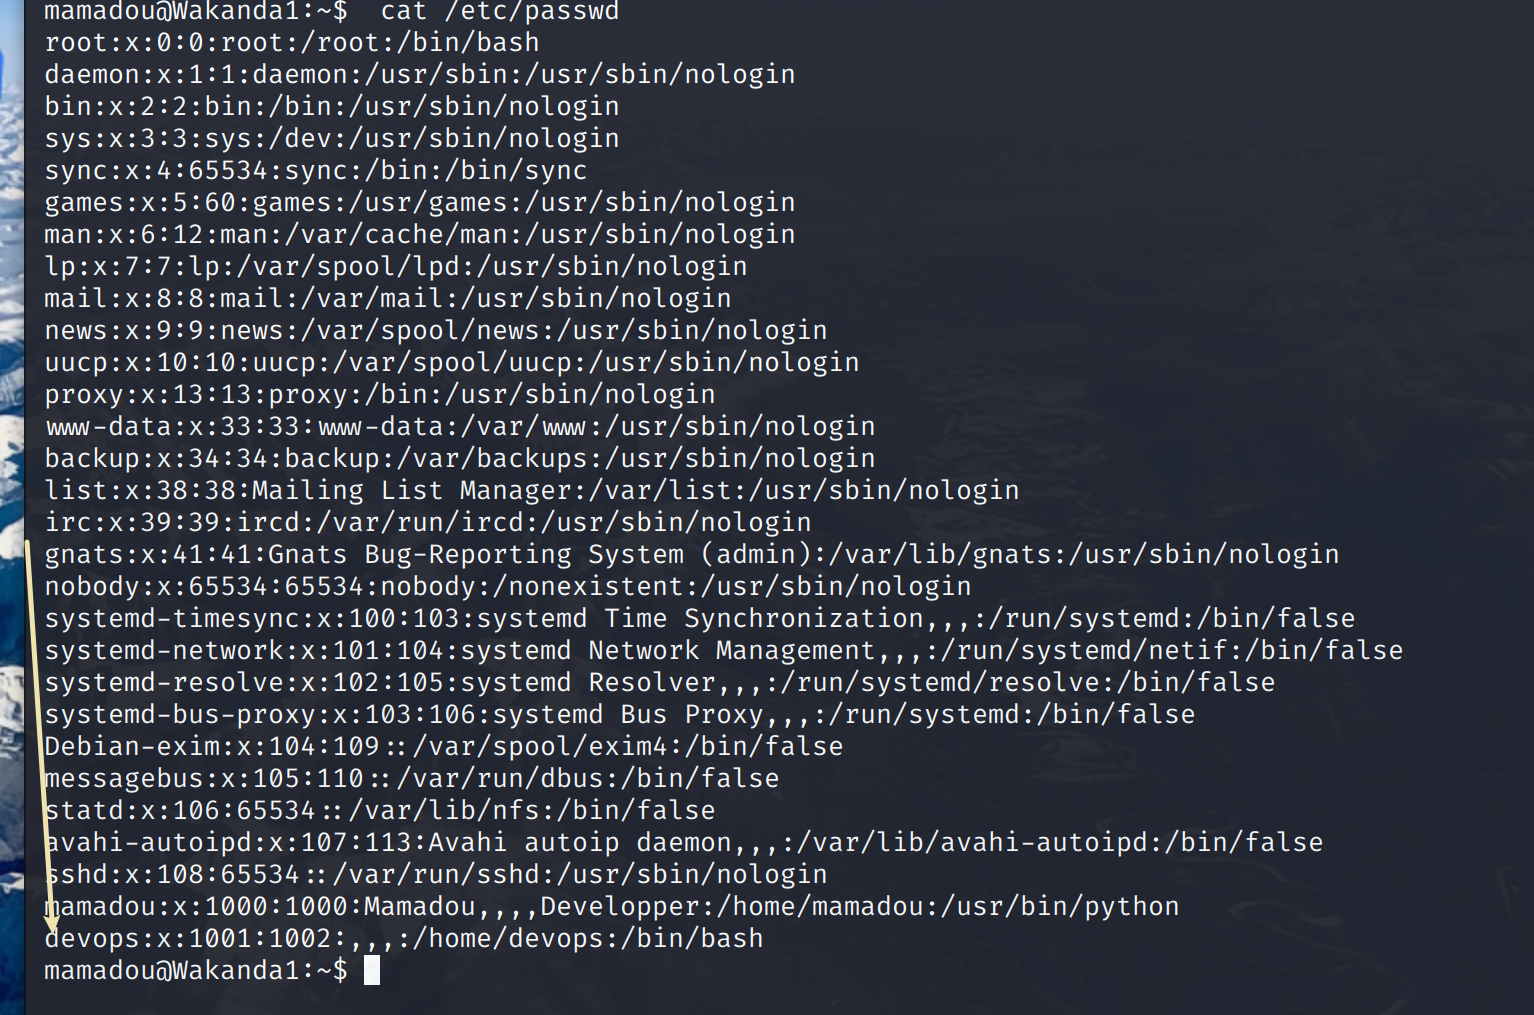 mamadou@Wakanda1:~$  cat /etc/passwd
root:x:0:0:root:/root:/bin/bash
daemon:x:1:1:daemon:/usr/sbin:/usr/sbin/nologin
bin:x:2:2:bin:/bin:/usr/sbin/nologin
sys:x:3:3:sys:/dev:/usr/sbin/nologin
sync:x:4:65534:sync:/bin:/bin/sync
games:x:5:60:games:/usr/games:/usr/sbin/nologin
man:x:6:12:man:/var/cache/man:/usr/sbin/nologin
lp:x:7:7:lp:/var/spool/lpd:/usr/sbin/nologin
mail:x:8:8:mail:/var/mail:/usr/sbin/nologin
news:x:9:9:news:/var/spool/news:/usr/sbin/nologin
uucp:x:10:10:uucp:/var/spool/uucp:/usr/sbin/nologin
proxy:x:13:13:proxy:/bin:/usr/sbin/nologin
www-data:x:33:33:www-data:/var/www:/usr/sbin/nologin
backup:x:34:34:backup:/var/backups:/usr/sbin/nologin
list:x:38:38:Mailing List Manager:/var/list:/usr/sbin/nologin
irc:x:39:39:ircd:/var/run/ircd:/usr/sbin/nologin
gnats:x:41:41:Gnats Bug-Reporting System (admin):/var/lib/gnats:/usr/sbin/nologin
nobody:x:65534:65534:nobody:/nonexistent:/usr/sbin/nologin
systemd-timesync:x:100:103:systemd Time Synchronization,,,:/run/systemd:/bin/false
systemd-network:x:101:104:systemd Network Management,,,:/run/systemd/netif:/bin/false
systemd-resolve:x:102:105:systemd Resolver,,,:/run/systemd/resolve:/bin/false
systemd-bus-proxy:x:103:106:systemd Bus Proxy,,,:/run/systemd:/bin/false
Debian-exim:x:104:109::/var/spool/exim4:/bin/false
messagebus:x:105:110::/var/run/dbus:/bin/false
statd:x:106:65534::/var/lib/nfs:/bin/false
avahi-autoipd:x:107:113:Avahi autoip daemon,,,:/var/lib/avahi-autoipd:/bin/false
sshd:x:108:65534::/var/run/sshd:/usr/sbin/nologin
mamadou:x:1000:1000:Mamadou,,,,Developper:/home/mamadou:/usr/bin/python
devops:x:1001:1002:,,,:/home/devops:/bin/bash
mamadou@Wakanda1:~$